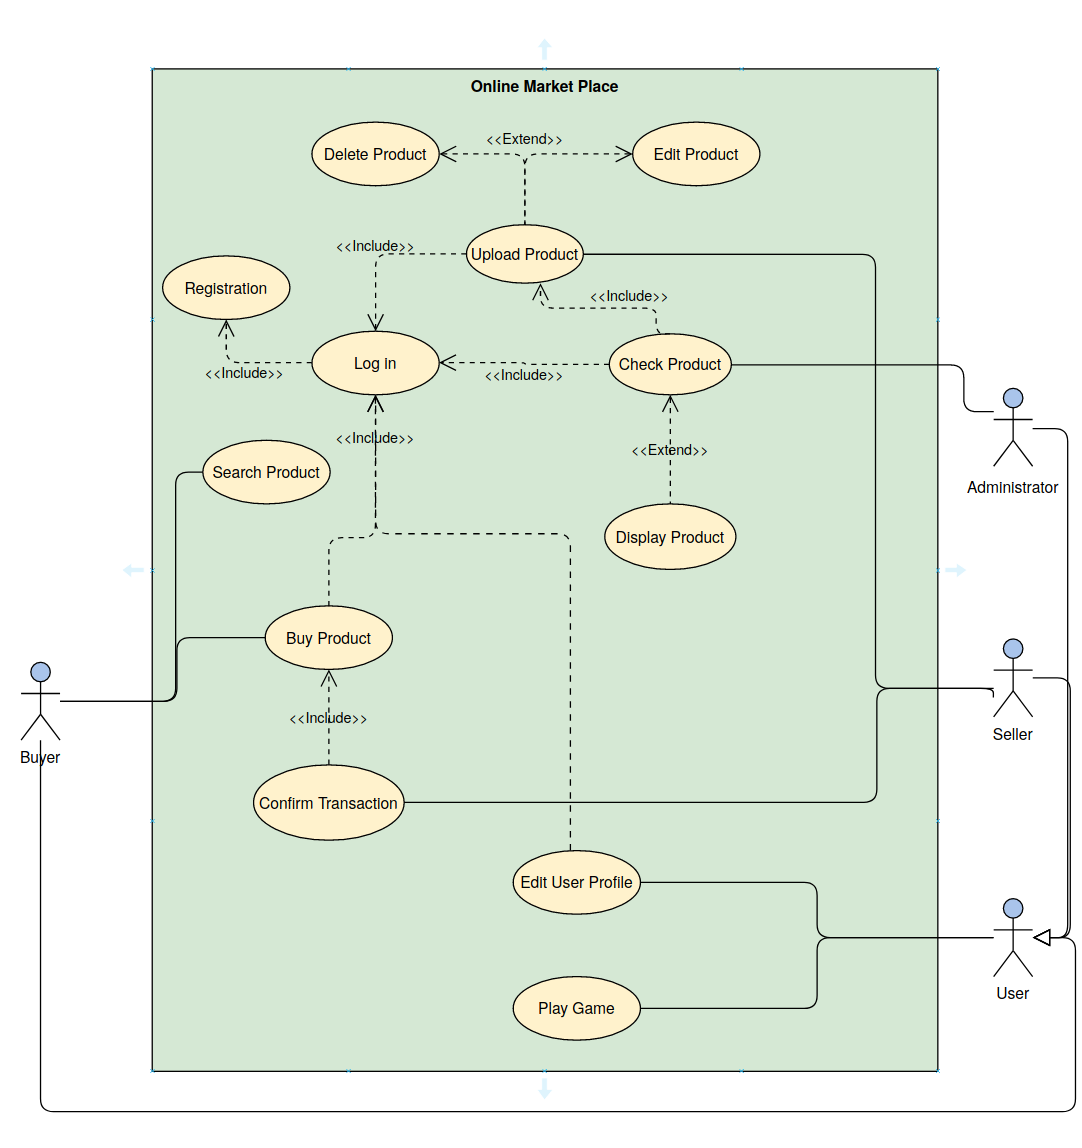 Online Market Place
<<Extend>>
Delete Product
Edit Product
<<Include>>
Upload Product
Registration
<<Include>>
Log in
Check Product
<<Include>>
<<Include>>
<<Include>>
<<Extend>>
Search Product
Administrator
Display Product
Buy Product
<<Include>>
Seller
Buyer
Confirm Transaction
Edit User Profile
User
Play Game